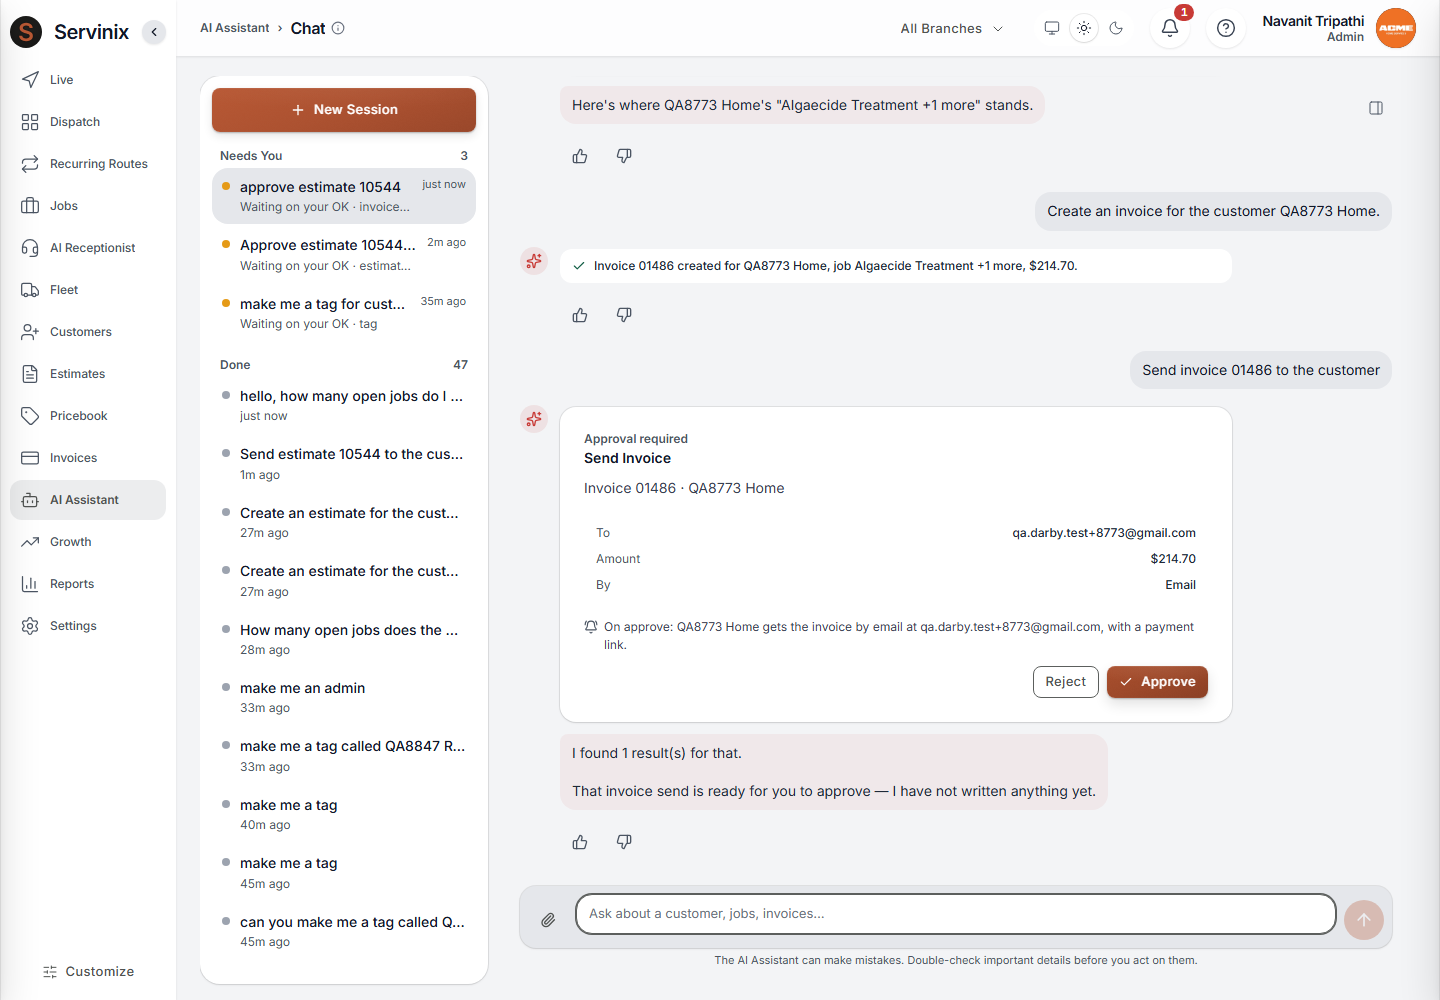 S
Servinix
Live
Dispatch
Recurring Routes
Jobs
AI Receptionist
Fleet
Customers
Estimates
Pricebook
Invoices
AI Assistant
Growth
Reports
Settings
Customize
AI Assistant › Chat
All Branches
1
Navanit Tripathi
Admin
ACME
New Session
Needs You 3
approve estimate 10544 just now
Waiting on your OK · invoice...
Approve estimate 10544... 2m ago
Waiting on your OK · estimat...
make me a tag for cust... 35m ago
Waiting on your OK · tag
Done 47
hello, how many open jobs do I ...
just now
Send estimate 10544 to the cus...
1m ago
Create an estimate for the cust...
27m ago
Create an estimate for the cust...
27m ago
How many open jobs does the ...
28m ago
make me an admin
33m ago
make me a tag called QA8847 R...
33m ago
make me a tag
40m ago
make me a tag
45m ago
can you make me a tag called Q...
45m ago
Here's where QA8773 Home's "Algaecide Treatment +1 more" stands.
Create an invoice for the customer QA8773 Home.
Invoice 01486 created for QA8773 Home, job Algaecide Treatment +1 more, $214.70.
Send invoice 01486 to the customer
Approval required
Send Invoice
Invoice 01486 · QA8773 Home
To qa.darby.test+8773@gmail.com
Amount $214.70
By Email
On approve: QA8773 Home gets the invoice by email at qa.darby.test+8773@gmail.com, with a payment
link.
Reject
Approve
I found 1 result(s) for that.
That invoice send is ready for you to approve — I have not written anything yet.
Ask about a customer, jobs, invoices...
The AI Assistant can make mistakes. Double-check important details before you act on them.